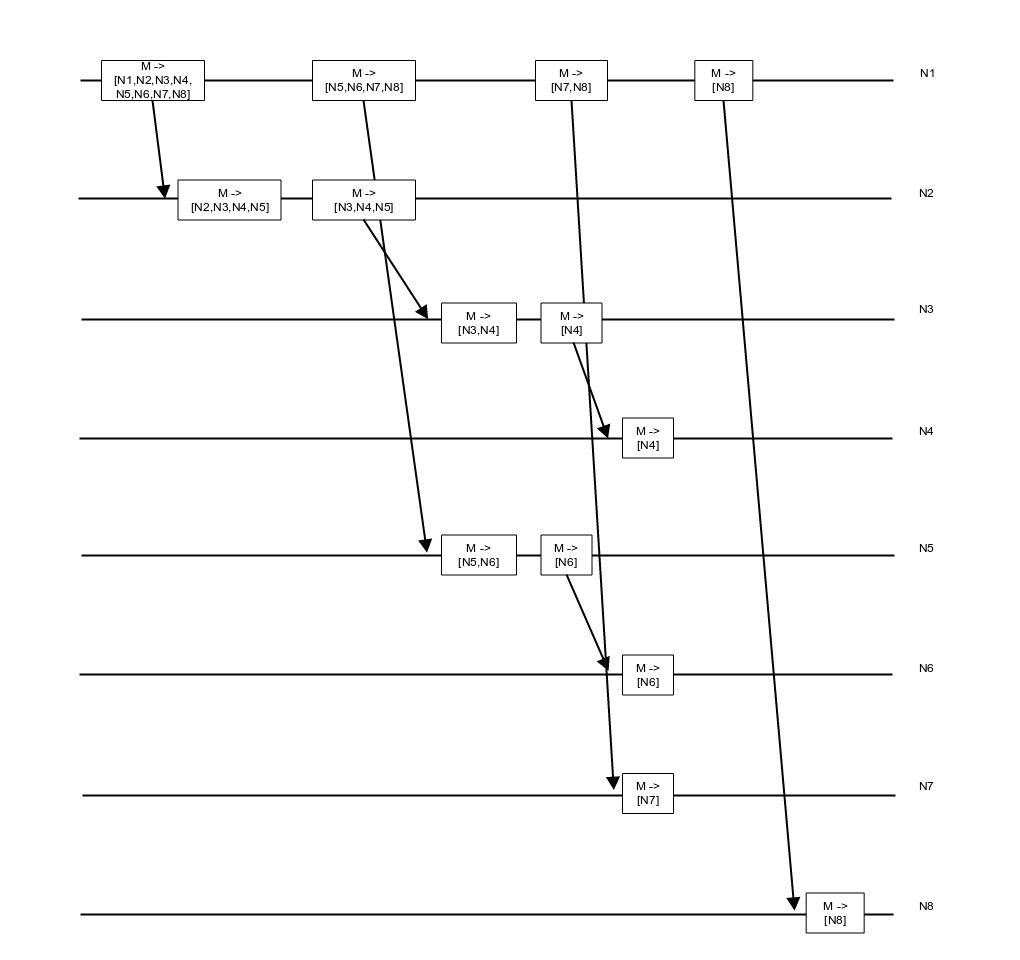 M ->
[N1,N2,N3,N4,
N5,N6,N7,N8]
M ->
[N5,N6,N7,N8]
M ->
[N7,N8]
M ->
[N8]
N1
M ->
[N2,N3,N4,N5]
M ->
[N3,N4,N5]
N2
M ->
[N3,N4]
M ->
[N4]
N3
M ->
[N4]
N4
M ->
[N5,N6]
M ->
[N6]
N5
M ->
[N6]
N6
M ->
[N7]
N7
M ->
[N8]
N8